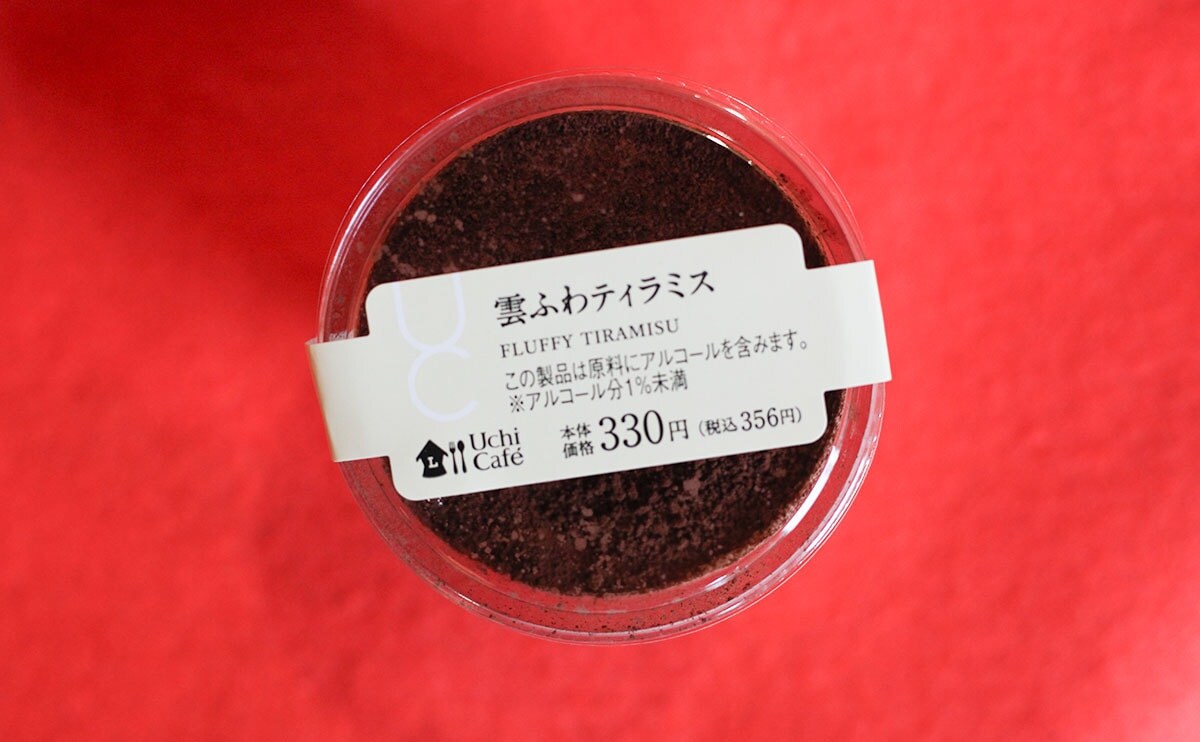 UC
雲ふわティラミス
FLUFFY TIRAMISU
この製品は原料にアルコールを含みます。
※アルコール分1%未満
L
Uchi
Café
本体
価格 330円 (税込356円)